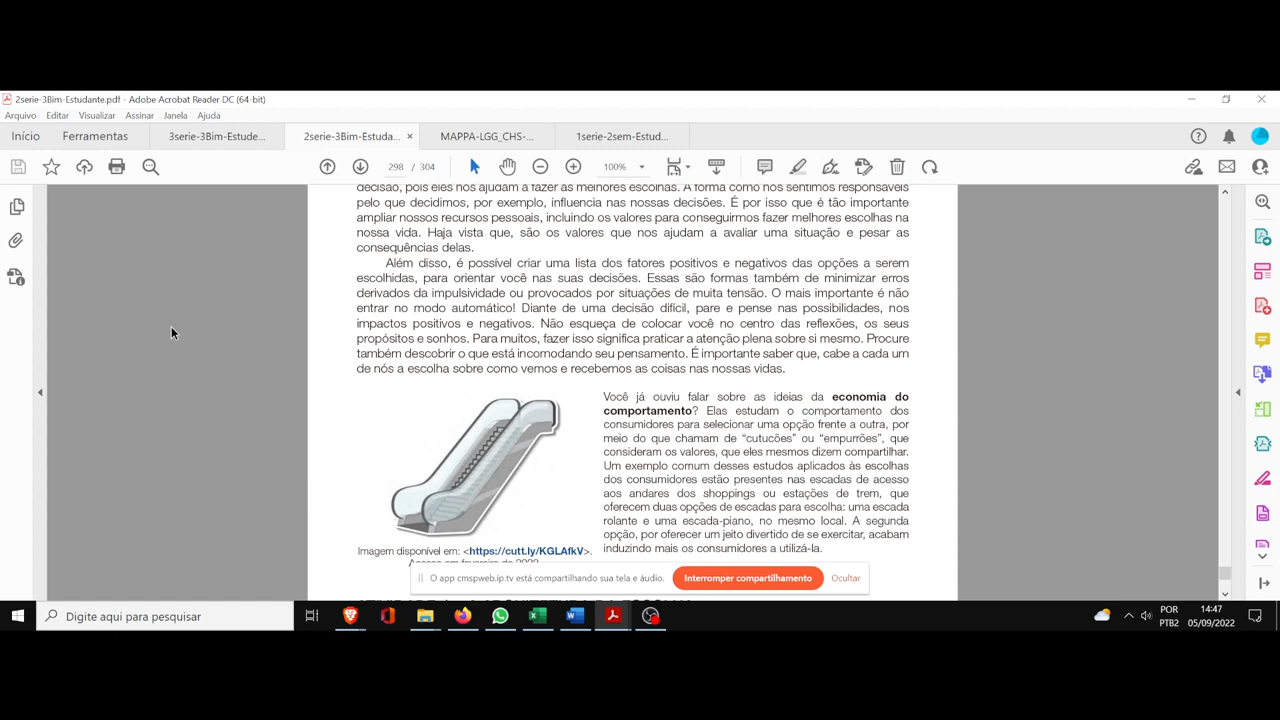 2serie-3Bim-Estudante.pdf - Adobe Acrobat Reader DC (64-bit)
Arquivo Editar Visualizar Assinar Janela Ajuda
Início Ferramentas 3serie-3Bim-Estude... 2serie-3Bim-Estuda... × MAPPA-LGG_CHS-... 1serie-2sem-Estud...
298 / 304 100%
decisão, pois eles nos ajudam a fazer as melhores escolhas. A forma como nos sentimos responsáveis
pelo que decidimos, por exemplo, influencia nas nossas decisões. É por isso que é tão importante
ampliar nossos recursos pessoais, incluindo os valores para conseguirmos fazer melhores escolhas na
nossa vida. Haja vista que, são os valores que nos ajudam a avaliar uma situação e pesar as
consequências delas.
Além disso, é possível criar uma lista dos fatores positivos e negativos das opções a serem
escolhidas, para orientar você nas suas decisões. Essas são formas também de minimizar erros
derivados da impulsividade ou provocados por situações de muita tensão. O mais importante é não
entrar no modo automático! Diante de uma decisão difícil, pare e pense nas possibilidades, nos
impactos positivos e negativos. Não esqueça de colocar você no centro das reflexões, os seus
propósitos e sonhos. Para muitos, fazer isso significa praticar a atenção plena sobre si mesmo. Procure
também descobrir o que está incomodando seu pensamento. É importante saber que, cabe a cada um
de nós a escolha sobre como vemos e recebemos as coisas nas nossas vidas.
Você já ouviu falar sobre as ideias da economia do
comportamento? Elas estudam o comportamento dos
consumidores para selecionar uma opção frente a outra, por
meio do que chamam de “cutucões” ou “empurrões”, que
consideram os valores, que eles mesmos dizem compartilhar.
Um exemplo comum desses estudos aplicados às escolhas
dos consumidores estão presentes nas escadas de acesso
aos andares dos shoppings ou estações de trem, que
oferecem duas opções de escadas para escolha: uma escada
rolante e uma escada-piano, no mesmo local. A segunda
opção, por oferecer um jeito divertido de se exercitar, acabam
induzindo mais os consumidores a utilizá-la.
Imagem disponível em: <https://cutt.ly/KGLAfkV>.
O app cmspweb.ip.tv está compartilhando sua tela e áudio. Interromper compartilhamento Ocultar
Digite aqui para pesquisar
POR 14:47
PTB2 05/09/2022